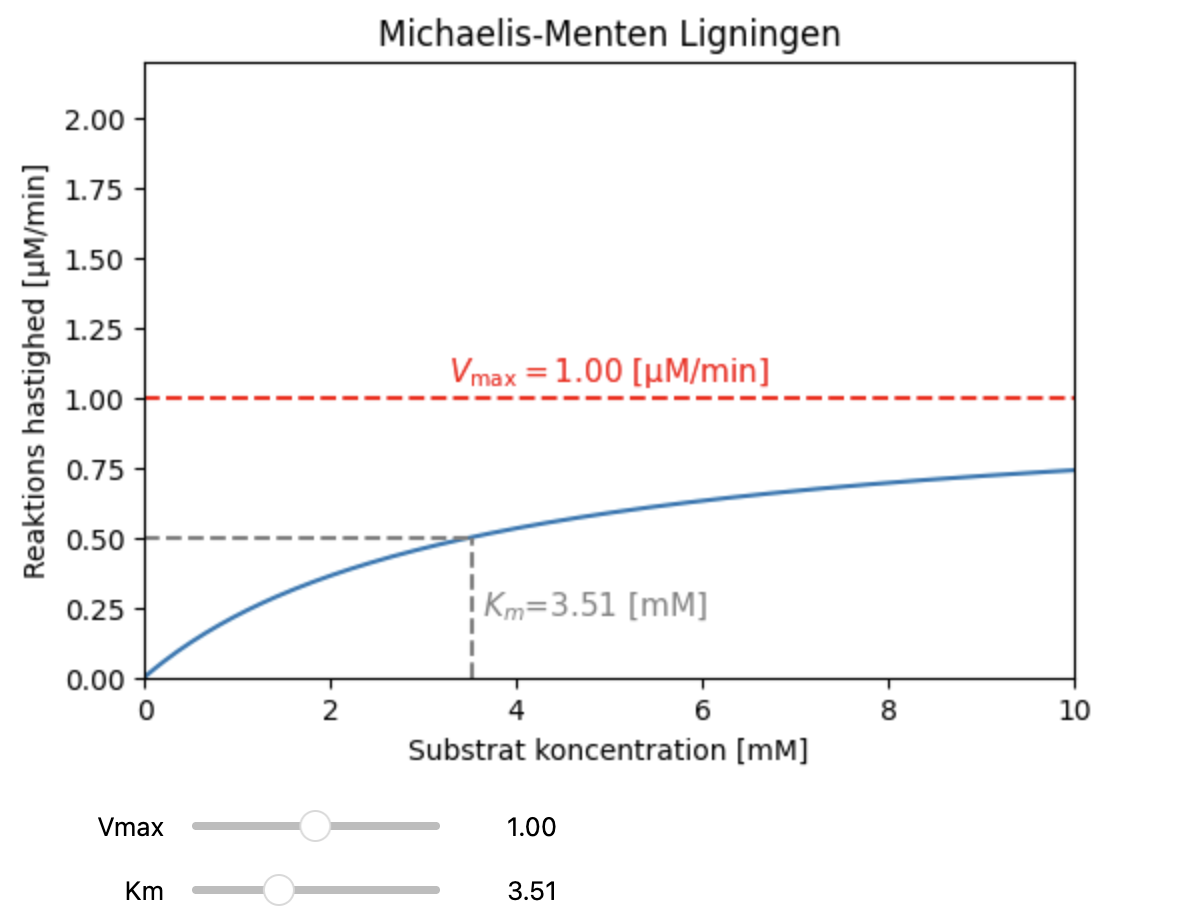 Michaelis-Menten Ligningen
Reaktions hastighed [µM/min]
2.00
1.75
1.50
1.25
1.00
0.75
0.50
0.25
0.00
Vmax = 1.00 [µM/min]
Km=3.51 [mM]
0 2 4 6 8 10
Substrat koncentration [mM]
Vmax 1.00
Km 3.51